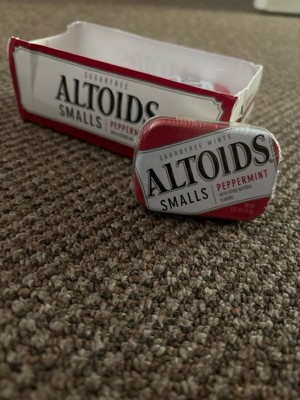 SUGARFREE
ALTOIDS
SMALLS
PEPPERMINT
SUGARFREE MINTS
ALTOIDS
SMALLS
PEPPERMINT